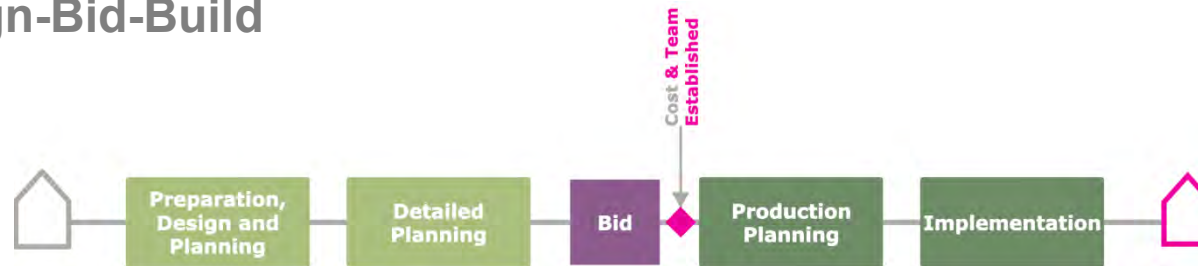 gn-Bid-Build
Cost & Team
Established
Preparation,
Design and
Planning
Detailed
Planning
Bid
Production
Planning
Implementation